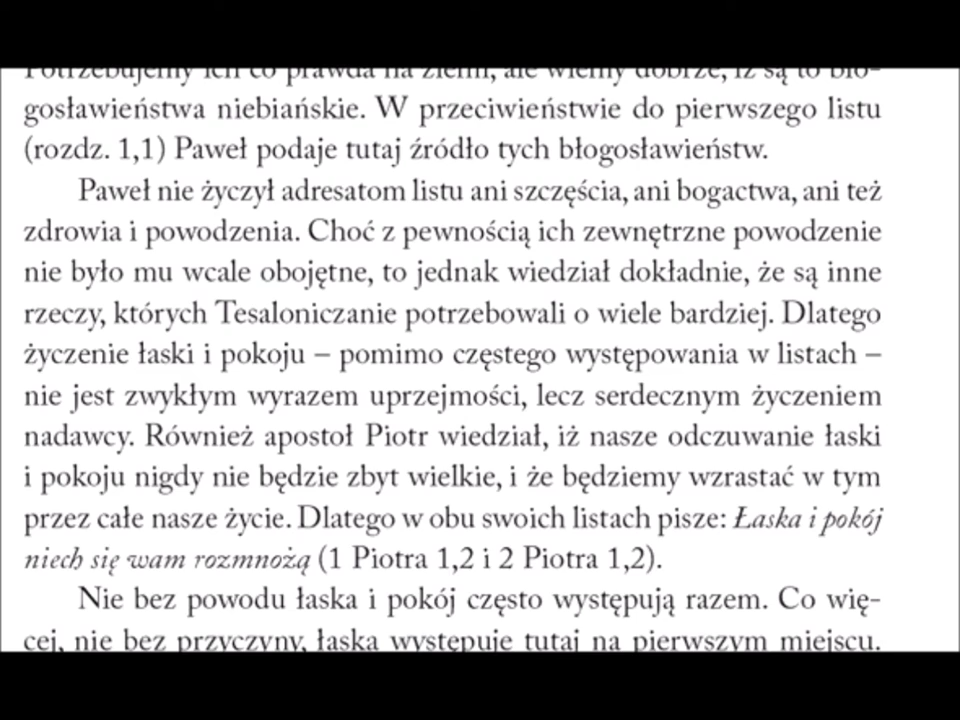 Potrzebujemy ich co prawda na ziemi, ale wiemy dobrze, iż są to bło-
gosławieństwa niebiańskie. W przeciwieństwie do pierwszego listu
(rozdz. 1,1) Paweł podaje tutaj źródło tych błogosławieństw.
Paweł nie życzył adresatom listu ani szczęścia, ani bogactwa, ani też
zdrowia i powodzenia. Choć z pewnością ich zewnętrzne powodzenie
nie było mu wcale obojętne, to jednak wiedział dokładnie, że są inne
rzeczy, których Tesaloniczanie potrzebowali o wiele bardziej. Dlatego
życzenie łaski i pokoju – pomimo częstego występowania w listach –
nie jest zwykłym wyrazem uprzejmości, lecz serdecznym życzeniem
nadawcy. Również apostoł Piotr wiedział, iż nasze odczuwanie łaski
i pokoju nigdy nie będzie zbyt wielkie, i że będziemy wzrastać w tym
przez całe nasze życie. Dlatego w obu swoich listach pisze: Łaska i pokój
niech się wam rozmnożą (1 Piotra 1,2 i 2 Piotra 1,2).
Nie bez powodu łaska i pokój często występują razem. Co wię-
cej, nie bez przyczyny, łaska występuje tutaj na pierwszym miejscu.